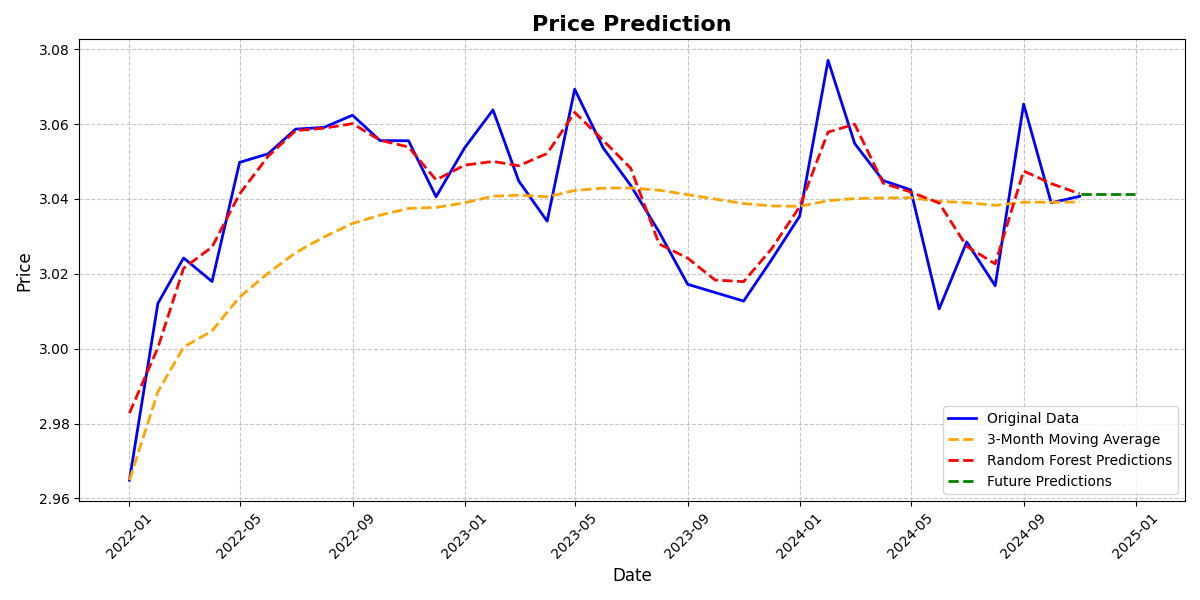 Price Prediction
3.08
3.06
3.04
3.02
3.00
2.98
2.96
Price
2022-01
2022-05
2022-09
2023-01
2023-05
2023-09
2024-01
2024-05
2024-09
2025-01
Date
Original Data
3-Month Moving Average
Random Forest Predictions
Future Predictions